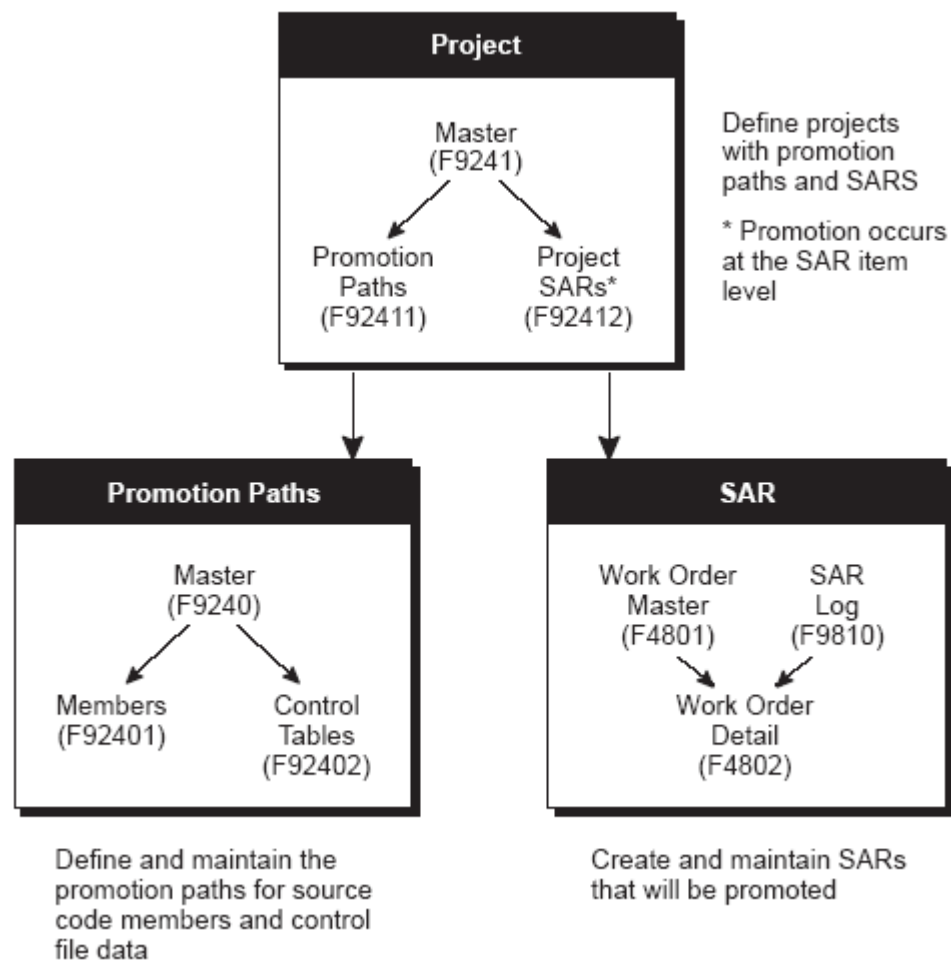 Project
Master
(F9241)
Promotion
Paths
(F92411)
Project
SARs*
(F92412)
Define projects
with promotion
paths and SARS
* Promotion occurs
at the SAR item
level
Promotion Paths
Master
(F9240)
Members
(F92401)
Control
Tables
(F92402)
Define and maintain the
promotion paths for source
code members and control
file data
SAR
Work Order
Master
(F4801)
SAR
Log
(F9810)
Work Order
Detail
(F4802)
Create and maintain SARs
that will be promoted